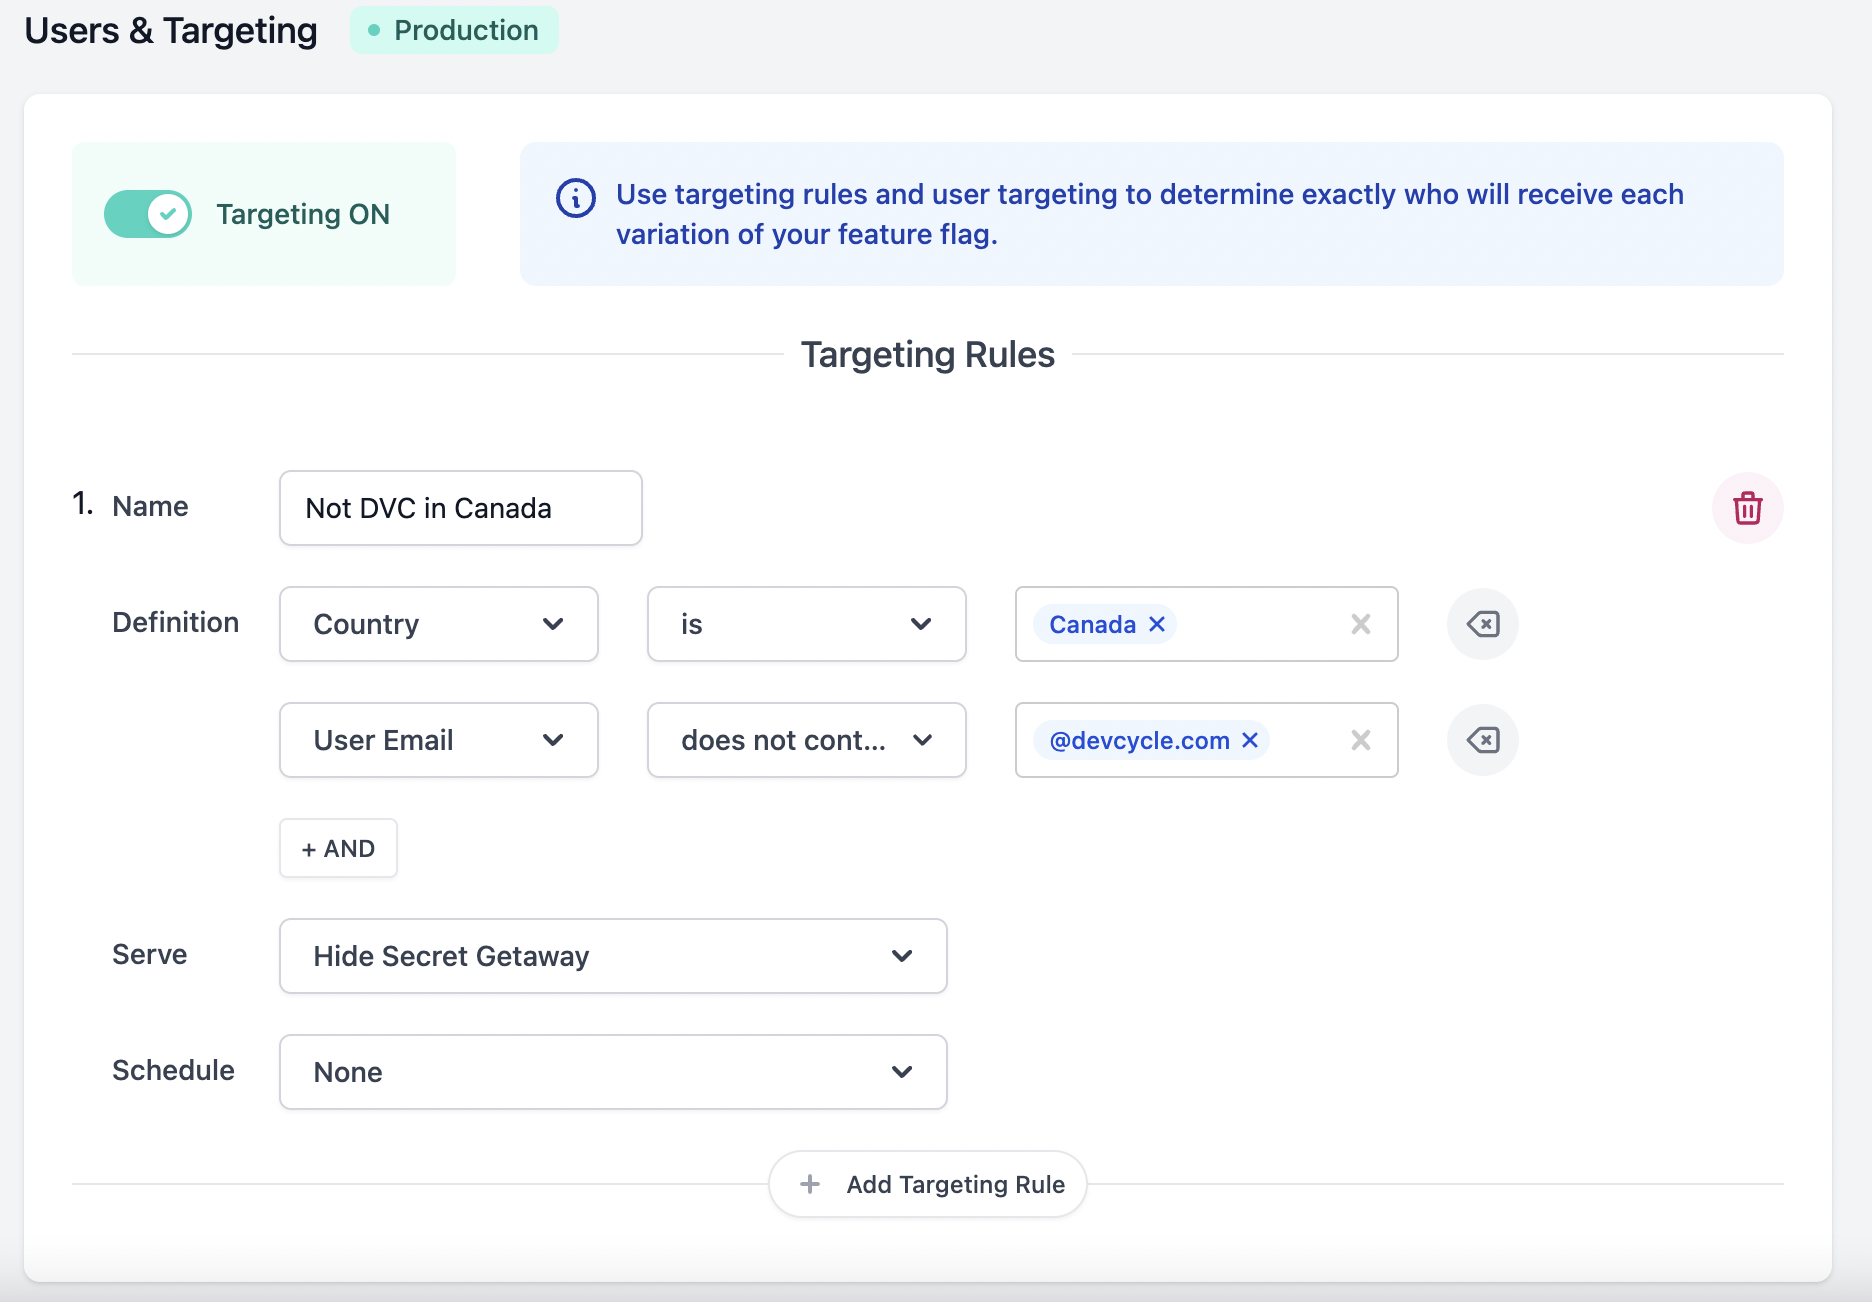 Users & Targeting
Production
Targeting ON
Use targeting rules and user targeting to determine exactly who will receive each
variation of your feature flag.
Targeting Rules
1. Name
Not DVC in Canada
Definition
Country
is
Canada
User Email
does not cont...
@devcycle.com
+ AND
Serve
Hide Secret Getaway
Schedule
None
+ Add Targeting Rule